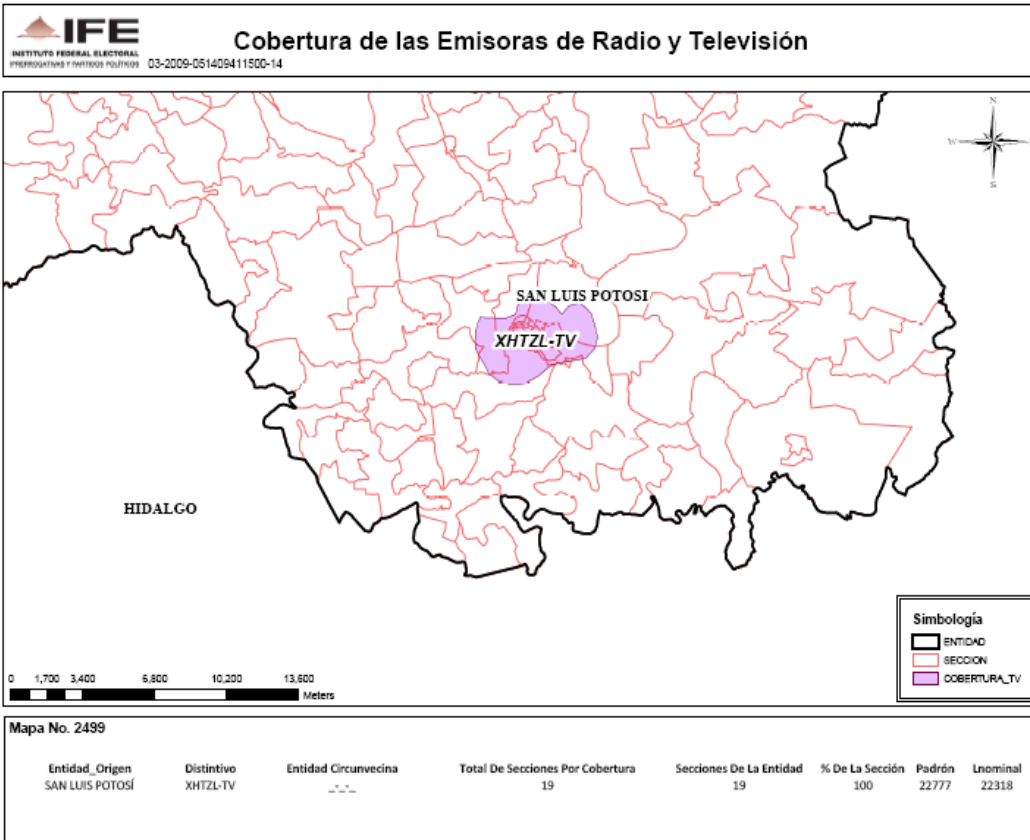 IFE
INSTITUTO FEDERAL ELECTORAL
PRERROGATIVAS Y PARTIDOS POLÍTICOS
03-2009-051409411500-14
Cobertura de las Emisoras de Radio y Televisión
N
W
S
SAN LUIS POTOSI
XHTZL-TV
HIDALGO
Simbología
ENTIDAD
SECCION
COBERTURA_TV
0 1,700 3,400 6,800 10,200 13,600
Meters
Mapa No. 2499
Entidad_Origen Distintivo Entidad Circunvecina Total De Secciones Por Cobertura Secciones De La Entidad % De La Sección Padrón Lnominal
SAN LUIS POTOSÍ XHTZL-TV _-_-_ 19 19 100 22777 22318